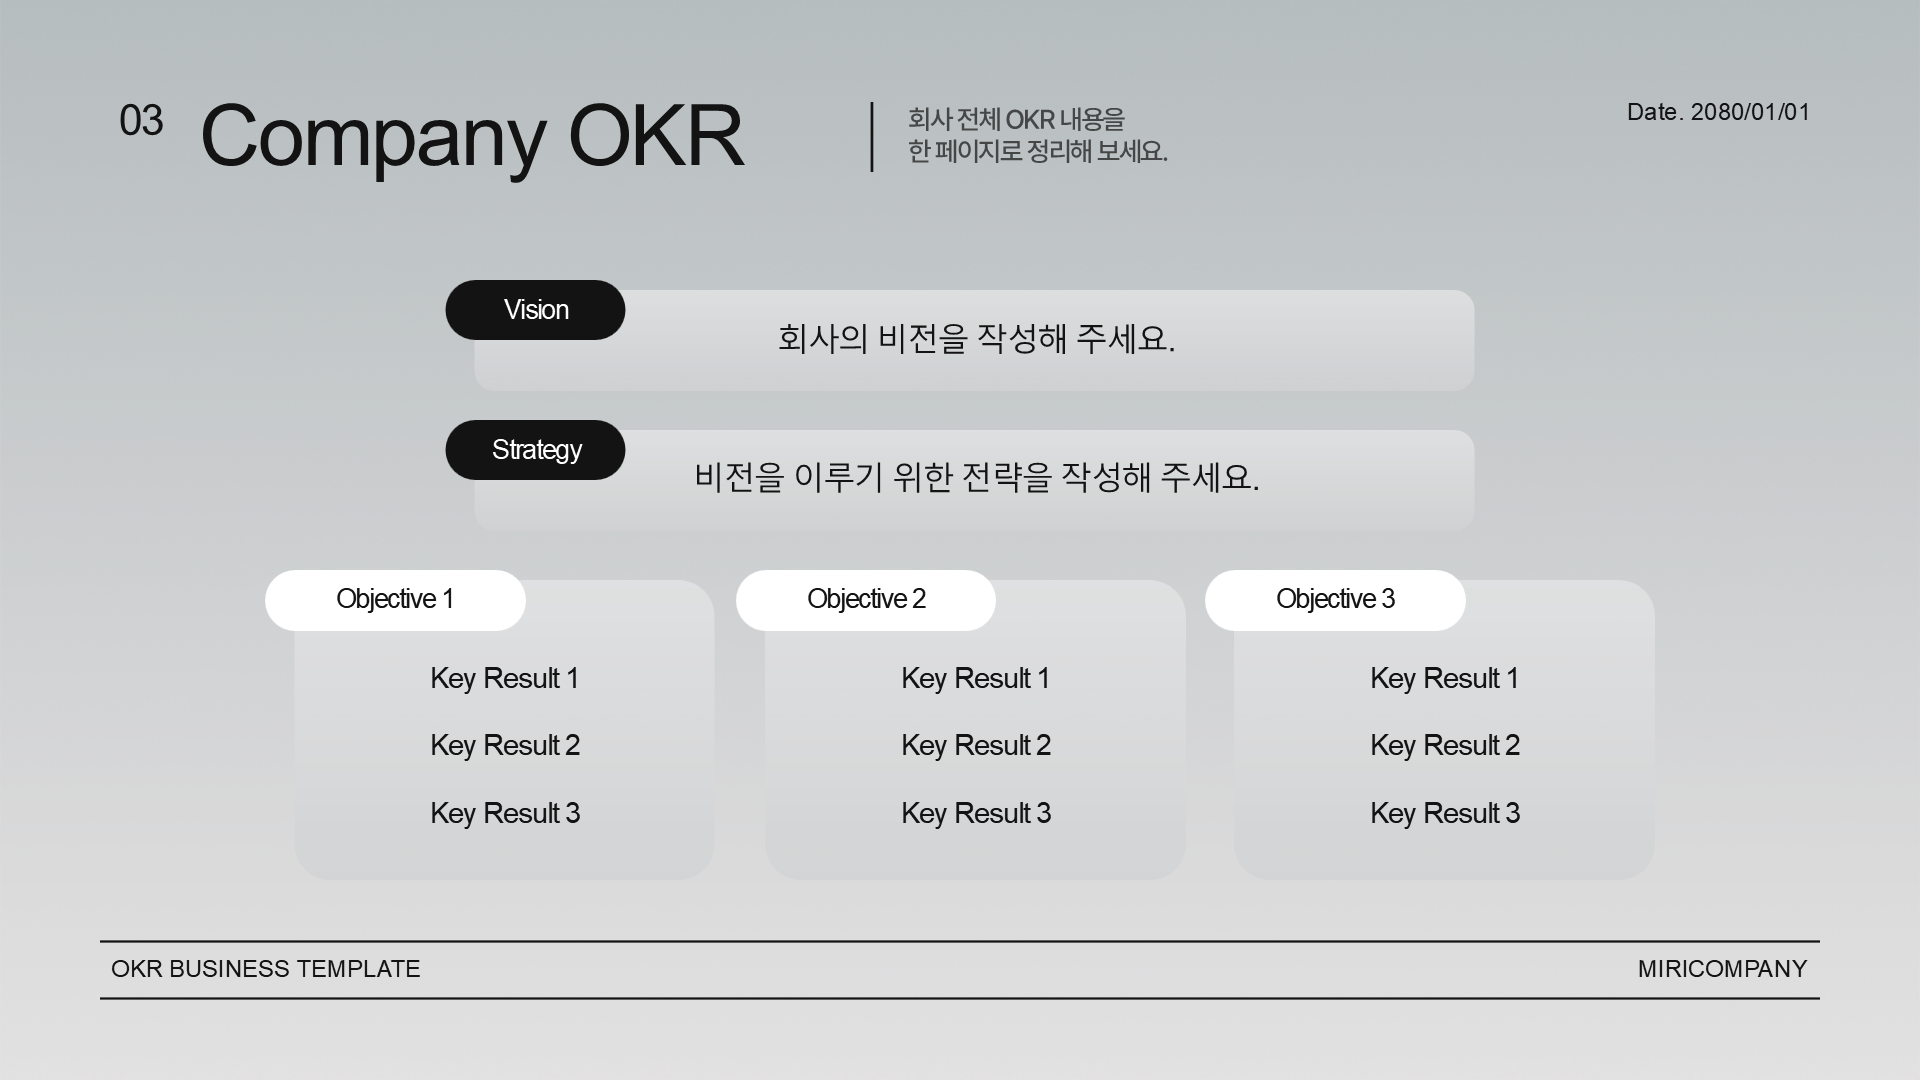 03
Company OKR
회사 전체 OKR 내용을
한 페이지로 정리해 보세요.
Date. 2080/01/01
Vision
회사의 비전을 작성해 주세요.
Strategy
비전을 이루기 위한 전략을 작성해 주세요.
Objective 1
Key Result 1
Key Result 2
Key Result 3
Objective 2
Key Result 1
Key Result 2
Key Result 3
Objective 3
Key Result 1
Key Result 2
Key Result 3
OKR BUSINESS TEMPLATE
MIRICOMPANY